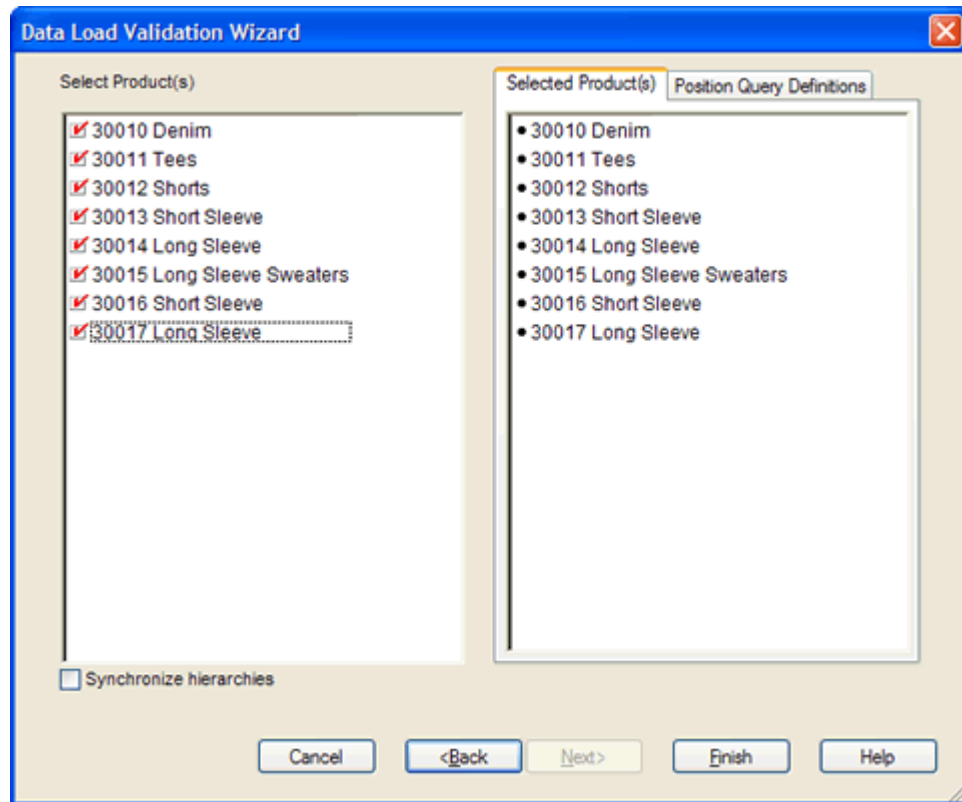 Data Load Validation Wizard
Select Product(s)
30010 Denim
30011 Tees
30012 Shorts
30013 Short Sleeve
30014 Long Sleeve
30015 Long Sleeve Sweaters
30016 Short Sleeve
30017 Long Sleeve
Synchronize hierarchies
Selected Product(s) Position Query Definitions
• 30010 Denim
• 30011 Tees
• 30012 Shorts
• 30013 Short Sleeve
• 30014 Long Sleeve
• 30015 Long Sleeve Sweaters
• 30016 Short Sleeve
• 30017 Long Sleeve
Cancel <Back Next> Finish Help